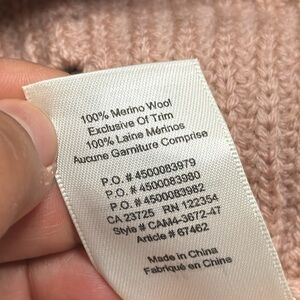 100% Merino Wool
Exclusive Of Trim
100% Laine Mérinos
Aucune Garniture Comprise
P.O. # 4500083979
P.O. # 4500083980
P.O. # 4500083982
CA 23725 RN 122354
Style # CAM4-3672-47
Article # 67462
Made in China
Fabriqué en Chine